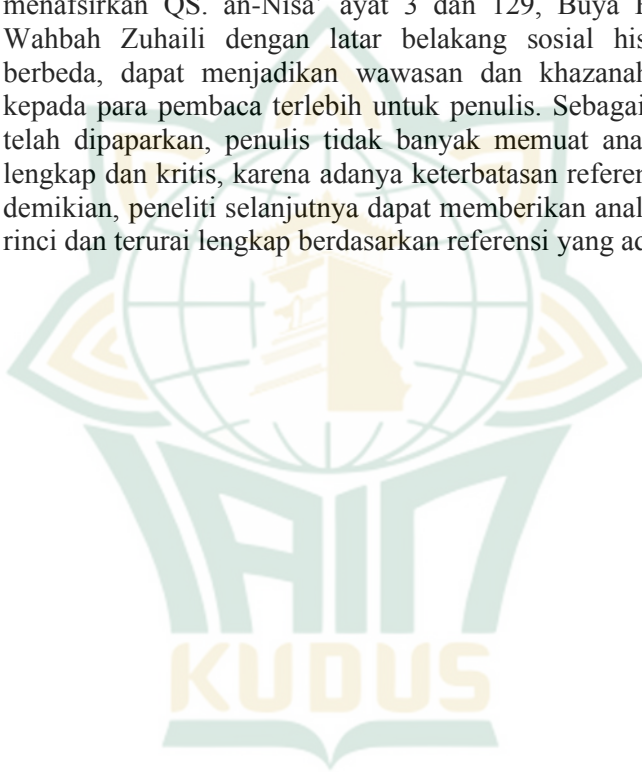 menafsirkan QS. an-Nisa' ayat 3 dan 129, Buya
Wahbah Zuhaili dengan latar belakang sosial
berbeda, dapat menjadikan wawasan dan khazanah
kepada para pembaca terlebih untuk penulis.
telah dipaparkan, penulis tidak banyak memuat
lengkap dan kritis, karena adanya keterbatasan
demikian, peneliti selanjutnya dapat memberikan
rinci dan terurai lengkap berdasarkan referensi yang
IAIN
KUDUS